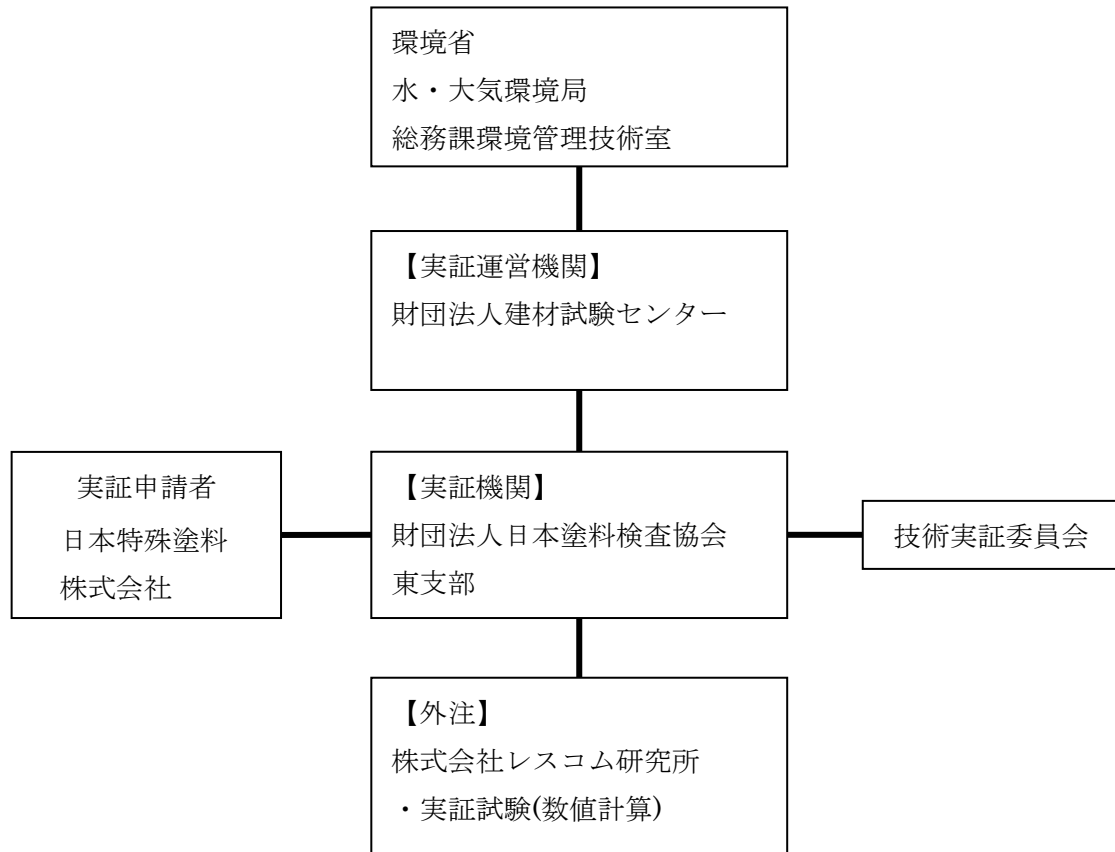 環境省
水・大気環境局
総務課環境管理技術室
【実証運営機関】
財団法人建材試験センター
実証申請者
日本特殊塗料
株式会社
【実証機関】
財団法人日本塗料検査協会
東支部
技術実証委員会
【外注】
株式会社レスコム研究所
・実証試験(数値計算)